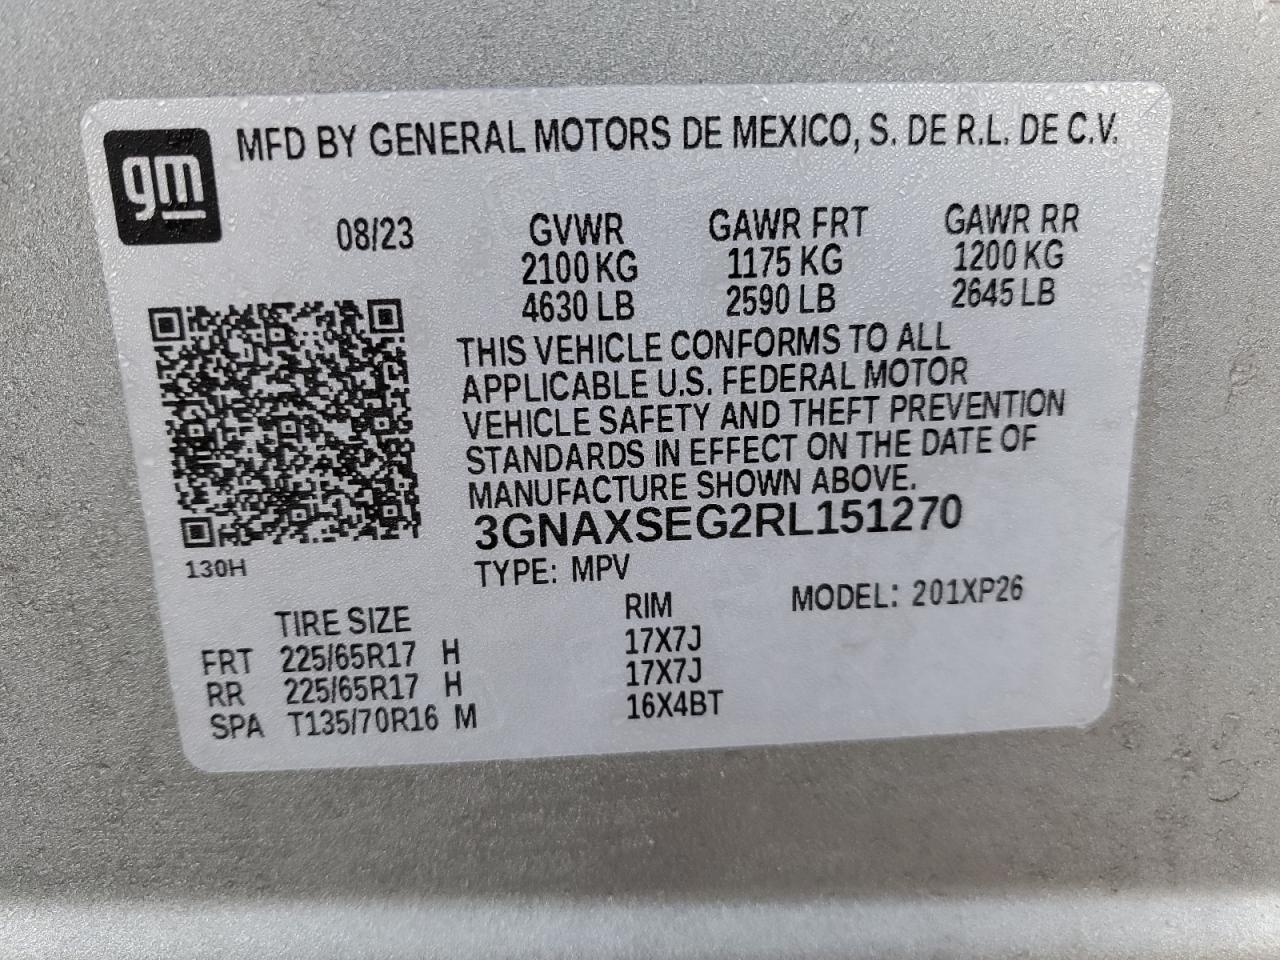 gm
MFD BY GENERAL MOTORS DE MEXICO, S. DE R.L. DE C.V.
08/23 GVWR GAWR FRT GAWR RR
2100 KG 1175 KG 1200 KG
4630 LB 2590 LB 2645 LB
THIS VEHICLE CONFORMS TO ALL
APPLICABLE U.S. FEDERAL MOTOR
VEHICLE SAFETY AND THEFT PREVENTION
STANDARDS IN EFFECT ON THE DATE OF
MANUFACTURE SHOWN ABOVE.
3GNAXSEG2RL151270
130H
TYPE: MPV
MODEL: 201XP26
TIRE SIZE RIM
FRT 225/65R17 H 17X7J
RR 225/65R17 H 17X7J
SPA T135/70R16 M 16X4BT